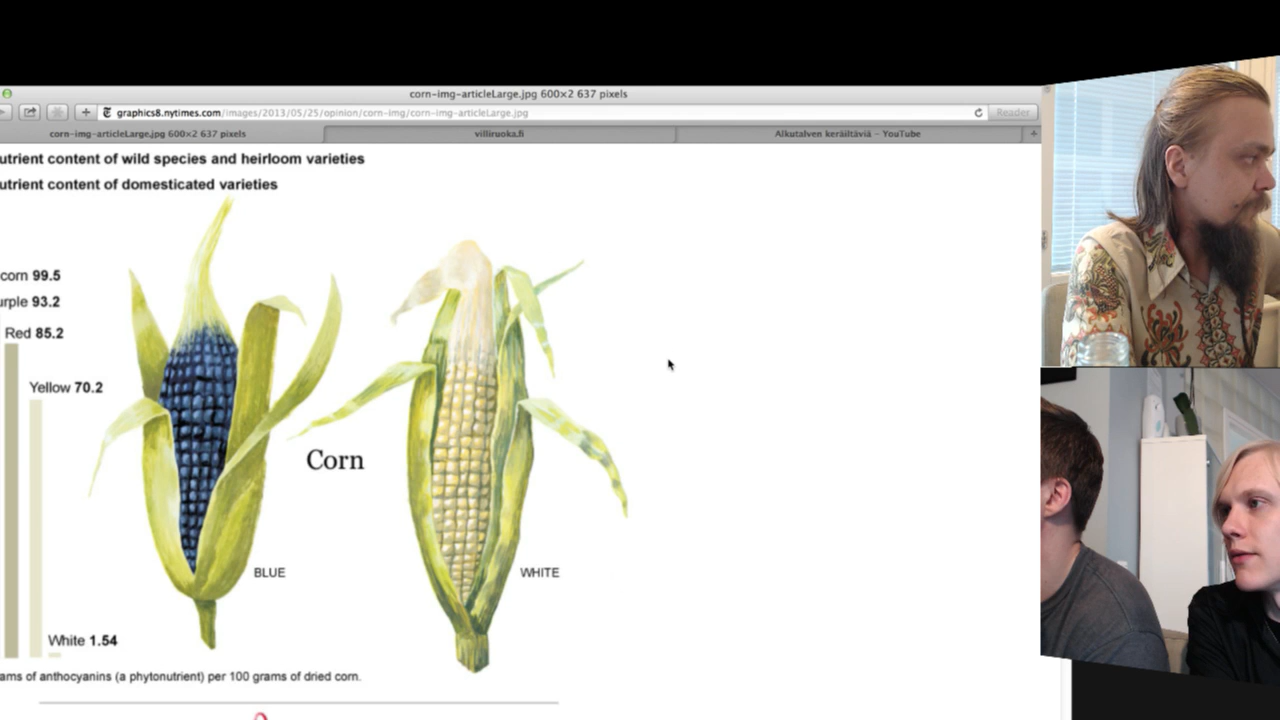 corn-img-articleLarge.jpg 600×2 637 pixels
graphics8.nytimes.com/images/2013/05/25/opinion/corn-img/corn-img-articleLarge.jpg
Reader
corn-img-articleLarge.jpg 600×2 637 pixels
villiruoka.fi
Alkutalven keräiltäviä – YouTube
utrient content of wild species and heirloom varieties
utrient content of domesticated varieties
corn 99.5
urple 93.2
Red 85.2
Yellow 70.2
Corn
BLUE
WHITE
White 1.54
ams of anthocyanins (a phytonutrient) per 100 grams of dried corn.